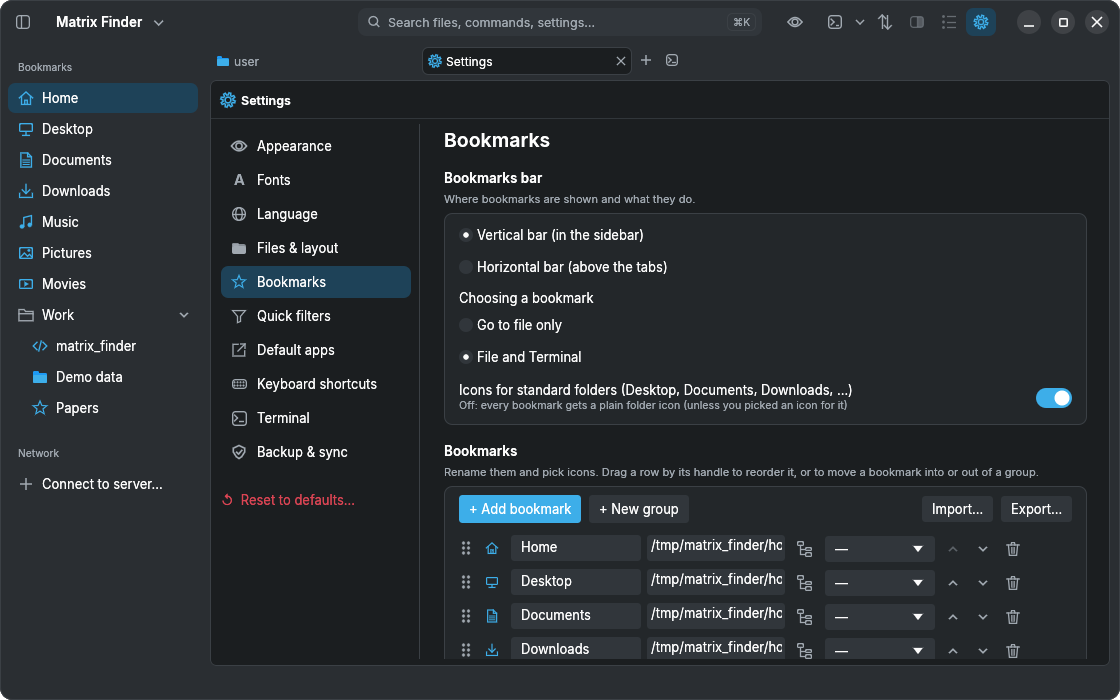 Matrix Finder
Search files, commands, settings...
⌘K
Bookmarks
Home
Desktop
Documents
Downloads
Music
Pictures
Movies
Work
matrix_finder
Demo data
Papers
Network
Connect to server...
user
Settings
Settings
Appearance
Fonts
Language
Files & layout
Bookmarks
Quick filters
Default apps
Keyboard shortcuts
Terminal
Backup & sync
Reset to defaults...
Bookmarks
Bookmarks bar
Where bookmarks are shown and what they do.
Vertical bar (in the sidebar)
Horizontal bar (above the tabs)
Choosing a bookmark
Go to file only
File and Terminal
Icons for standard folders (Desktop, Documents, Downloads, ...)
Off: every bookmark gets a plain folder icon (unless you picked an icon for it)
Bookmarks
Rename them and pick icons. Drag a row by its handle to reorder it, or to move a bookmark into or out of a group.
+ Add bookmark + New group Import... Export...
Home /tmp/matrix_finder/ho —
Desktop /tmp/matrix_finder/ho —
Documents /tmp/matrix_finder/ho —
Downloads /tmp/matrix_finder/ho —